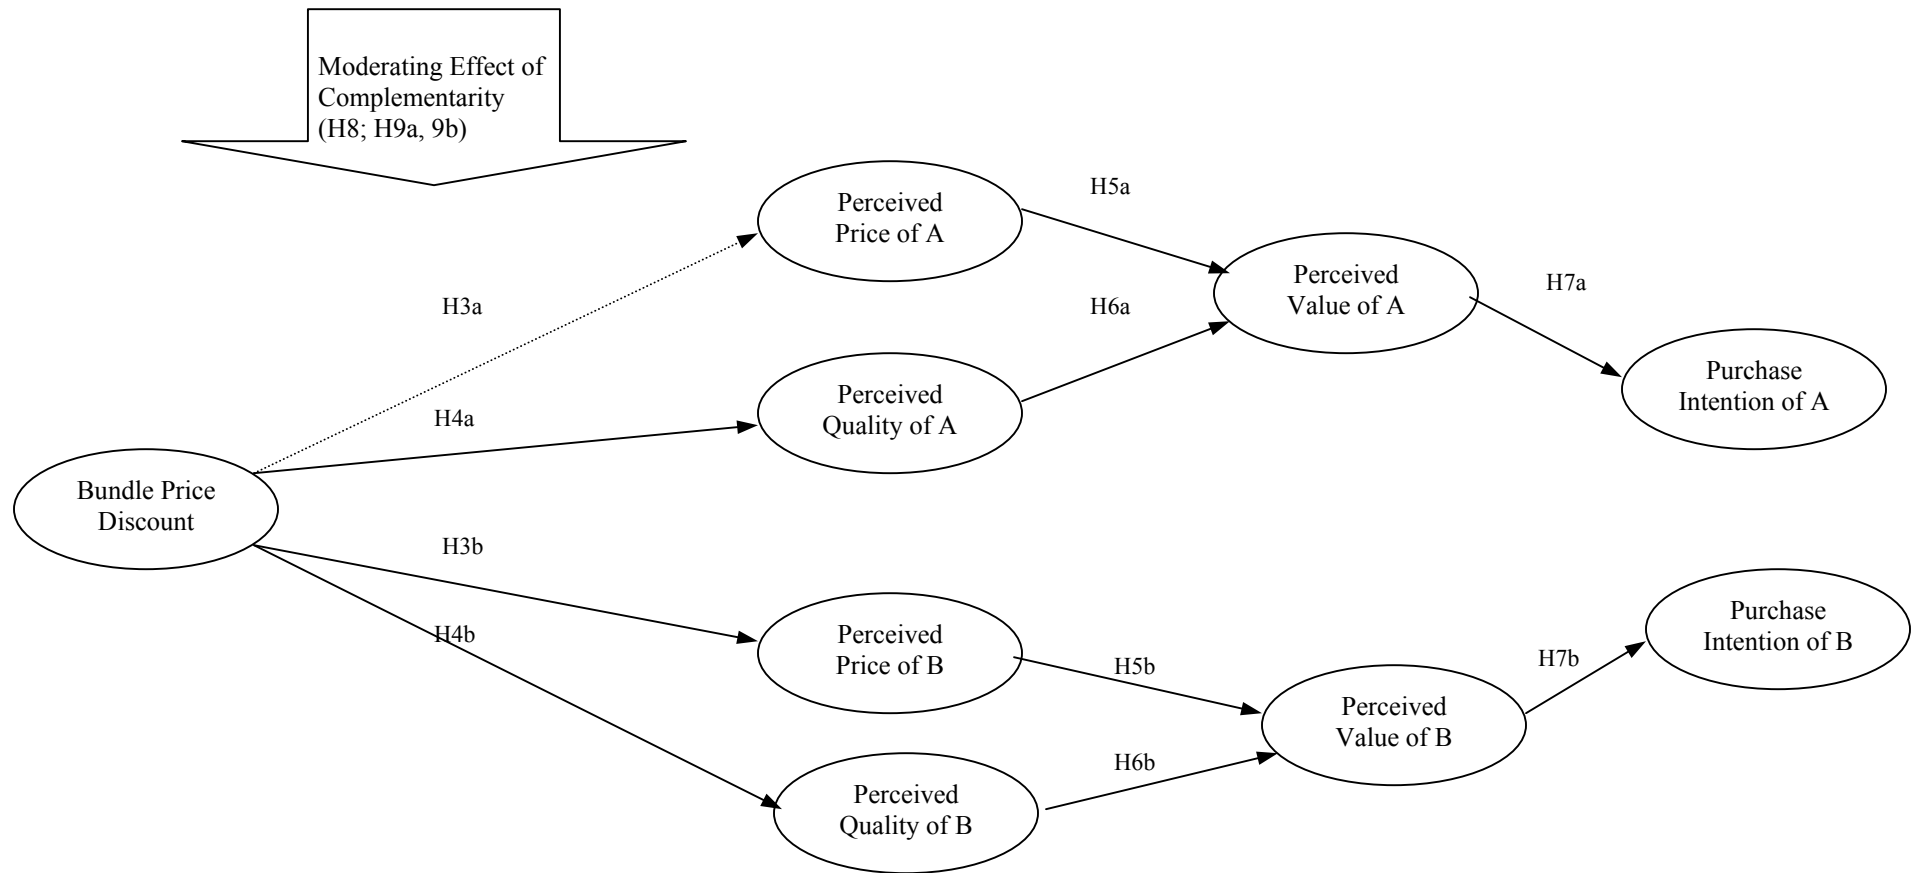 Moderating Effect of
Complementarity
(H8; H9a, 9b)
Perceived
Price of A
H5a
Perceived
Value of A
H7a
H3a
H6a
Perceived
Quality of A
Purchase
Intention of A
H4a
Bundle Price
Discount
H3b
H4b
Perceived
Price of B
H5b
Purchase
Intention of B
H7b
Perceived
Value of B
H6b
Perceived
Quality of B